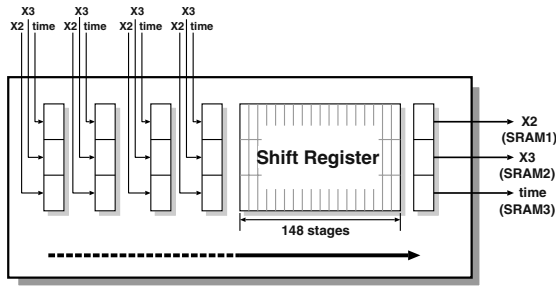 X3 X3 X3 X3
X2 time X2 time X2 time X2 time
X2
(SRAM1)
Shift Register
X3
(SRAM2)
time
(SRAM3)
148 stages